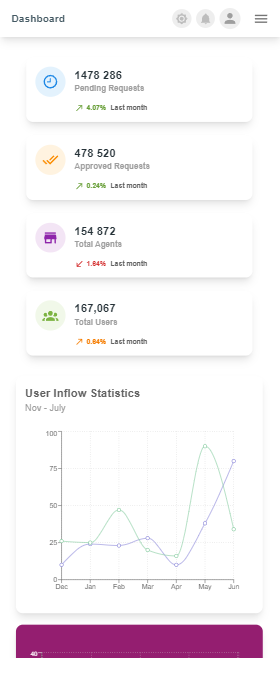 Dashboard
1478 286
Pending Requests
4.07% Last month
478 520
Approved Requests
0.24% Last month
154 872
Total Agents
1.64% Last month
167,067
Total Users
0.64% Last month
User Inflow Statistics
Nov - July
100
75
50
25
0
Dec Jan Feb Mar Apr May Jun
40